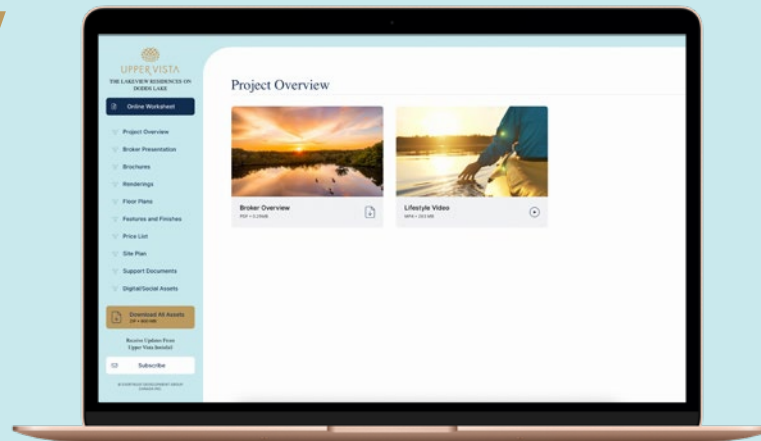 UPPER VISTA
THE LAKEVIEW RESIDENCES ON
DODDS LAKE
Online Worksheet
Project Overview
Broker Presentation
Brochures
Renderings
Floor Plans
Features and Finishes
Price List
Site Plan
Support Documents
Digital/Social Assets
Download All Assets
Receive Updates From
Upper Vista Innisfil
Subscribe
Project Overview
Broker Overview
Lifestyle Video